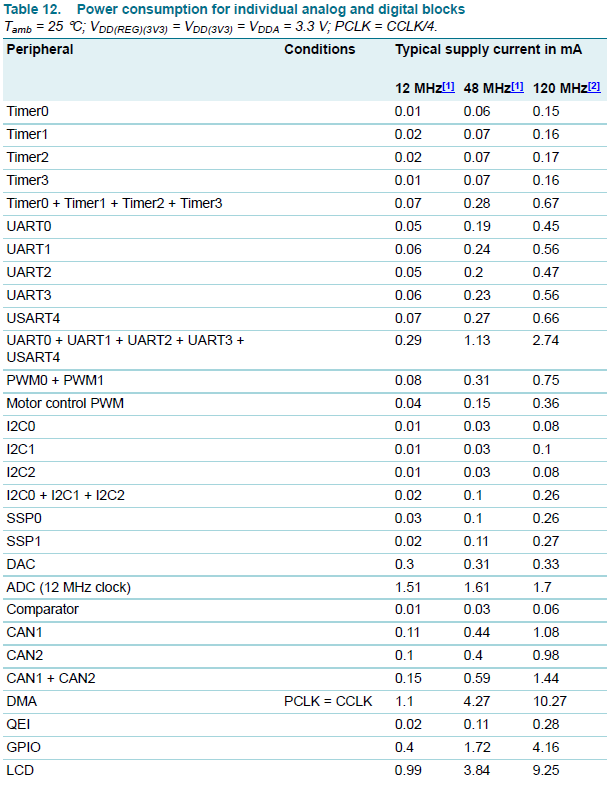 Table 12. Power consumption for individual analog and digital blocks
Tamb = 25 °C; VDD(REG)(3V3) = VDD(3V3) = VDDA = 3.3 V; PCLK = CCLK/4.
Peripheral Conditions Typical supply current in mA
12 MHz[1] 48 MHz[1] 120 MHz[2]
Timer0 0.01 0.06 0.15
Timer1 0.02 0.07 0.16
Timer2 0.02 0.07 0.17
Timer3 0.01 0.07 0.16
Timer0 + Timer1 + Timer2 + Timer3 0.07 0.28 0.67
UART0 0.05 0.19 0.45
UART1 0.06 0.24 0.56
UART2 0.05 0.2 0.47
UART3 0.06 0.23 0.56
USART4 0.07 0.27 0.66
UART0 + UART1 + UART2 + UART3 + 0.29 1.13 2.74
USART4
PWM0 + PWM1 0.08 0.31 0.75
Motor control PWM 0.04 0.15 0.36
I2C0 0.01 0.03 0.08
I2C1 0.01 0.03 0.1
I2C2 0.01 0.03 0.08
I2C0 + I2C1 + I2C2 0.02 0.1 0.26
SSP0 0.03 0.1 0.26
SSP1 0.02 0.11 0.27
DAC 0.3 0.31 0.33
ADC (12 MHz clock) 1.51 1.61 1.7
Comparator 0.01 0.03 0.06
CAN1 0.11 0.44 1.08
CAN2 0.1 0.4 0.98
CAN1 + CAN2 0.15 0.59 1.44
DMA PCLK = CCLK 1.1 4.27 10.27
QEI 0.02 0.11 0.28
GPIO 0.4 1.72 4.16
LCD 0.99 3.84 9.25